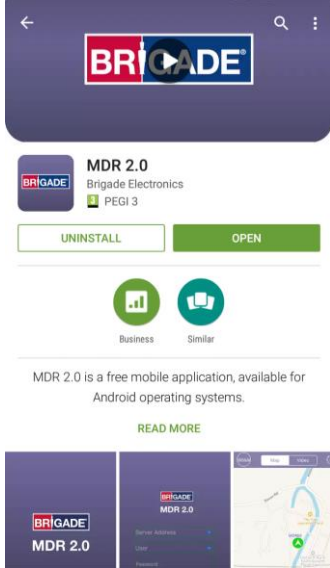 BRIGADE
BRIGADE
MDR 2.0
Brigade Electronics
3 PEGI 3
UNINSTALL
OPEN
Business
Similar
MDR 2.0 is a free mobile application, available for
Android operating systems.
READ MORE
BRIGADE
MDR 2.0
BRIGADE
MDR 2.0
Server Address
User
Password
Map
Video